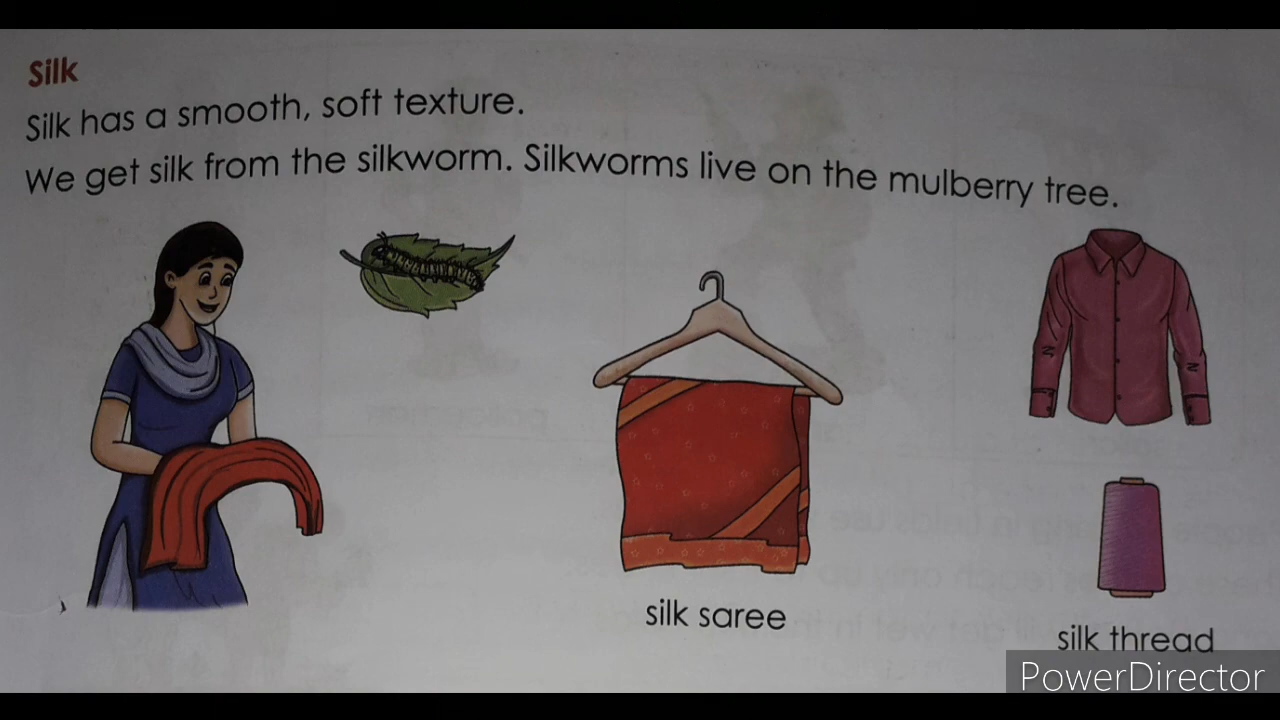 Silk
Silk has a smooth, soft texture.
We get silk from the silkworm. Silkworms live on the mulberry tree.
silk saree
silk thread
PowerDirector